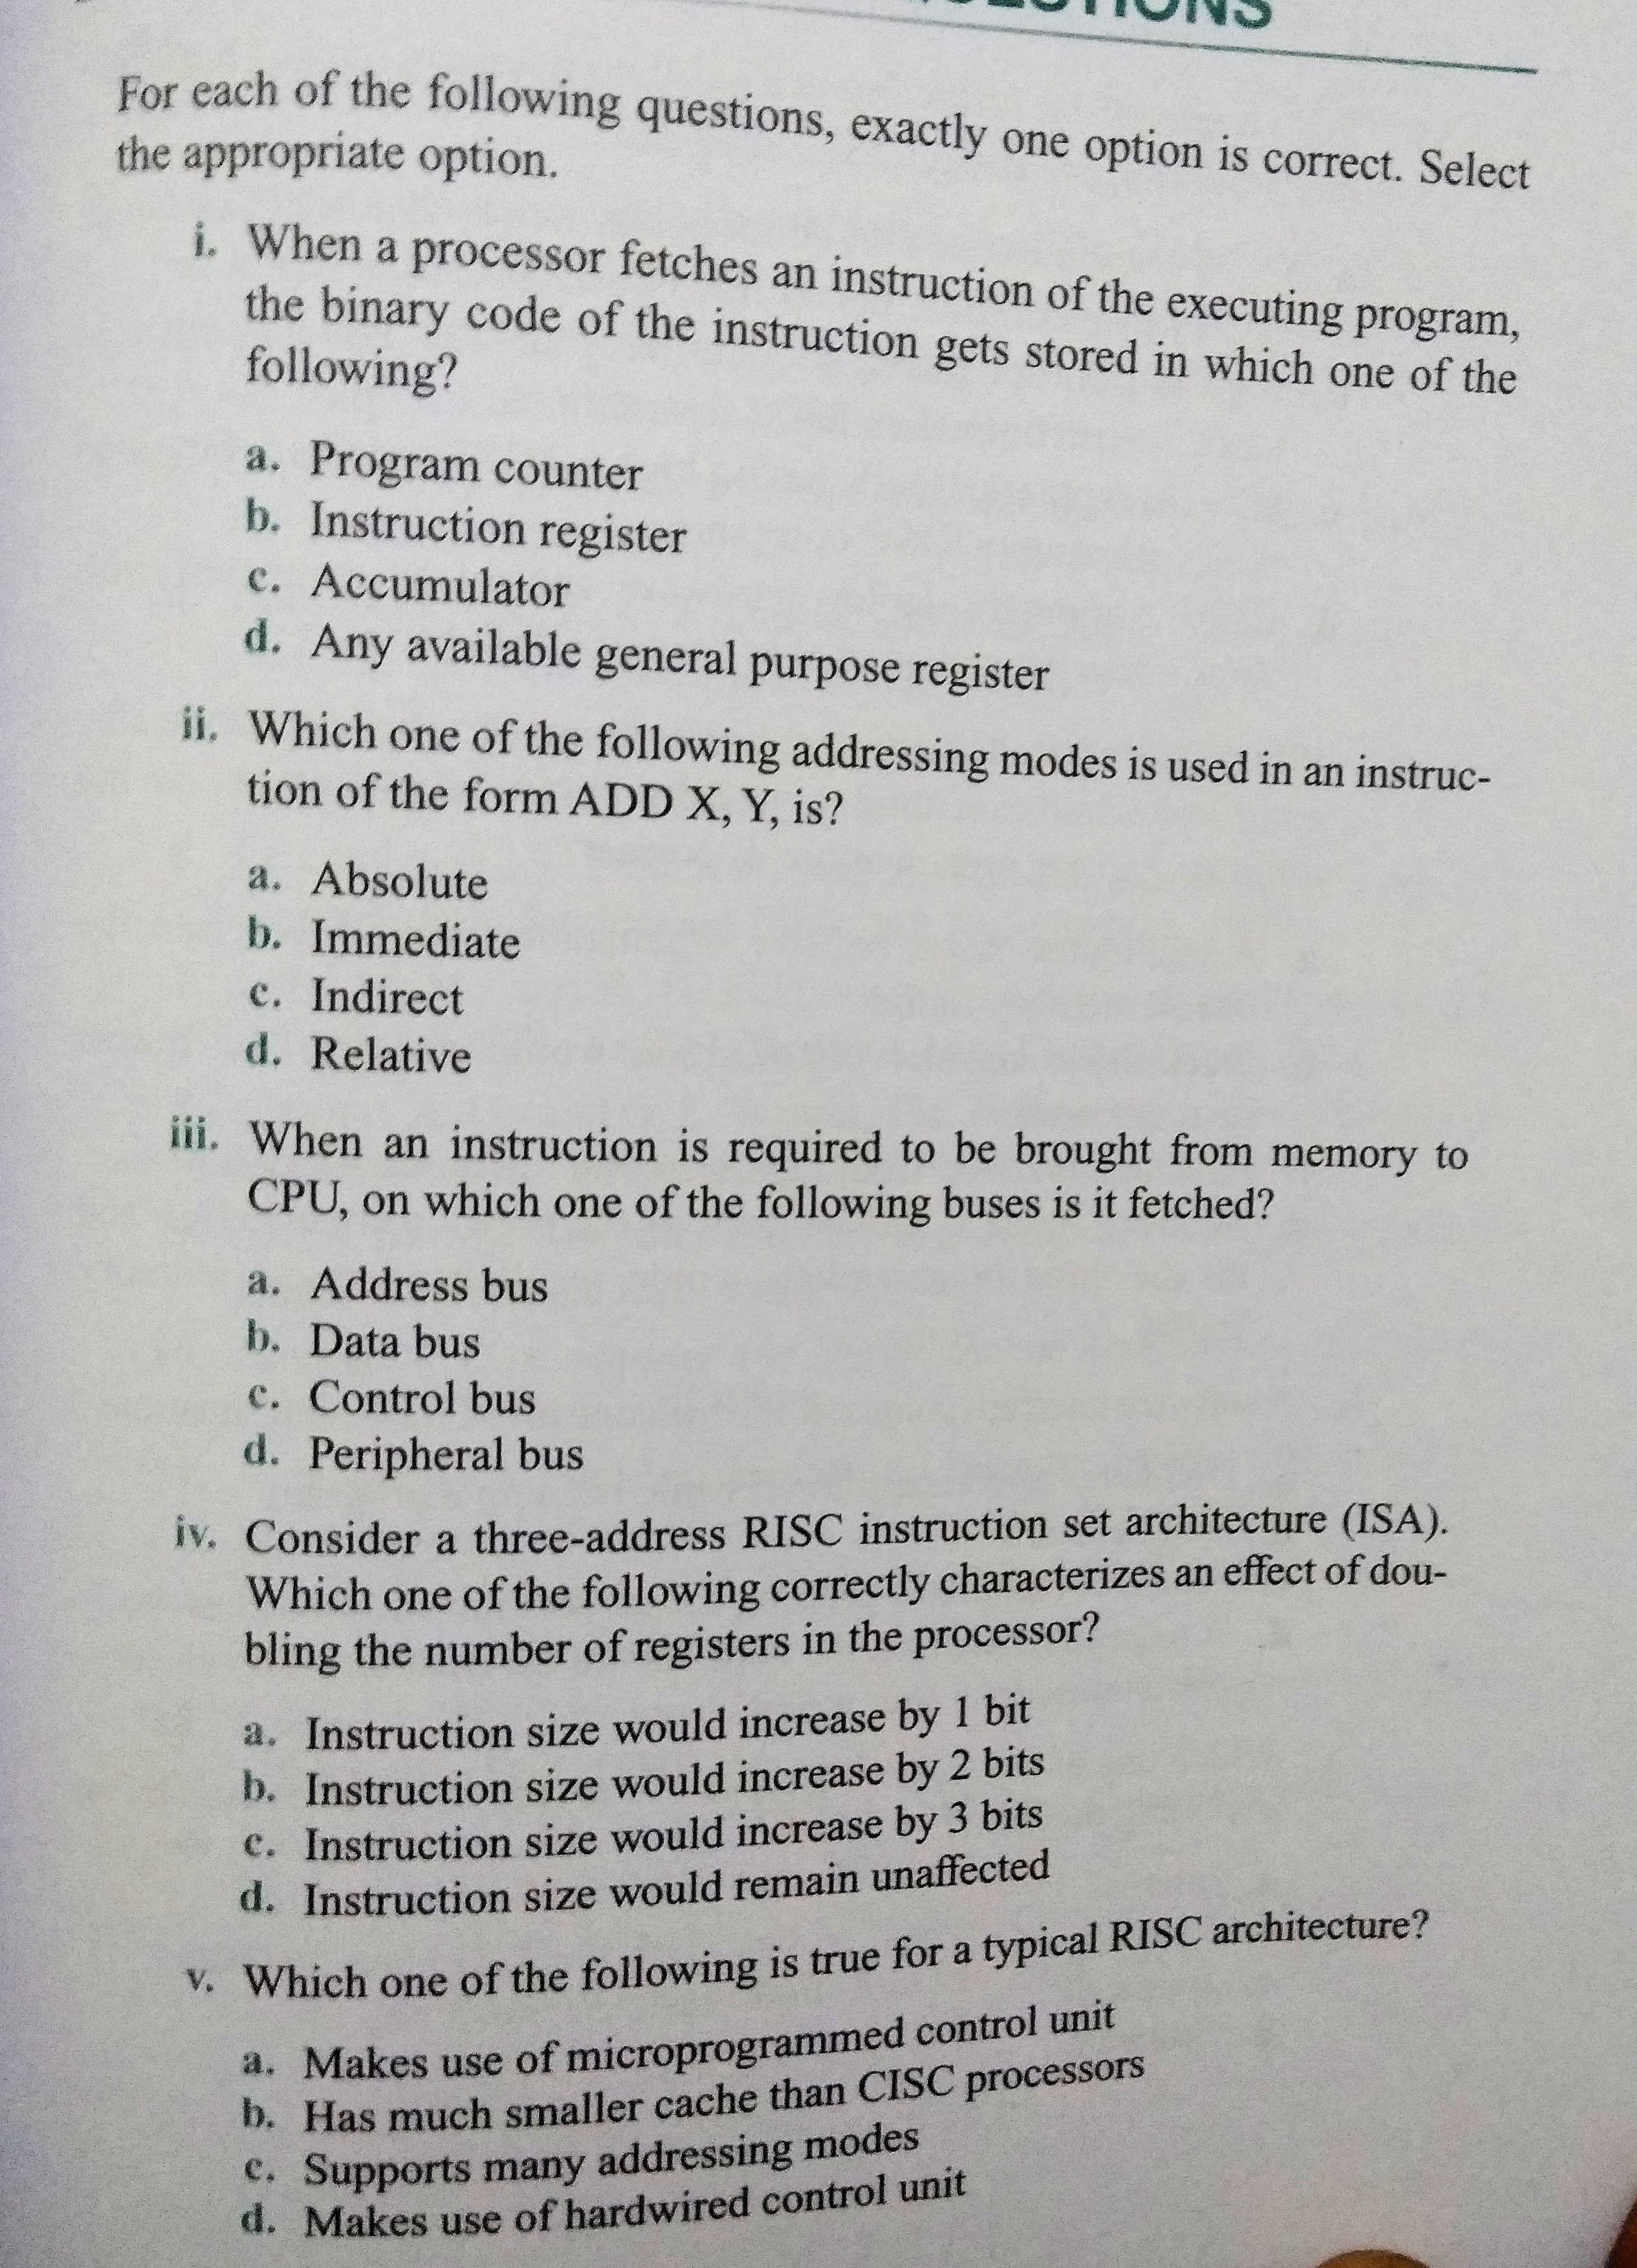 For each of the following questions, exactly one option is correct. Select
the appropriate option.
i. When a processor fetches an instruction of the executing program,
the binary code of the instruction gets stored in which one of the
following?
a. Program counter
b. Instruction register
c. Accumulator
d. Any available general purpose register
ii. Which one of the following addressing modes is used in an instruc-
tion of the form ADD X, Y, is?
a. Absolute
b. Immediate
c. Indirect
d. Relative
iii. When an instruction is required to be brought from memory to
CPU, on which one of the following buses is it fetched?
a. Address bus
b. Data bus
c. Control bus
d. Peripheral bus
iv. Consider a three-address RISC instruction set architecture (ISA).
Which one of the following correctly characterizes an effect of dou-
bling the number of registers in the processor?
a. Instruction size would increase by 1 bit
b. Instruction size would increase by 2 bits
c. Instruction size would increase by 3 bits
d. Instruction size would remain unaffected
v. Which one of the following is true for a typical RISC architecture?
a. Makes use of microprogrammed control unit
b. Has much smaller cache than CISC processors
c. Supports many addressing modes
d. Makes use of hardwired control unit